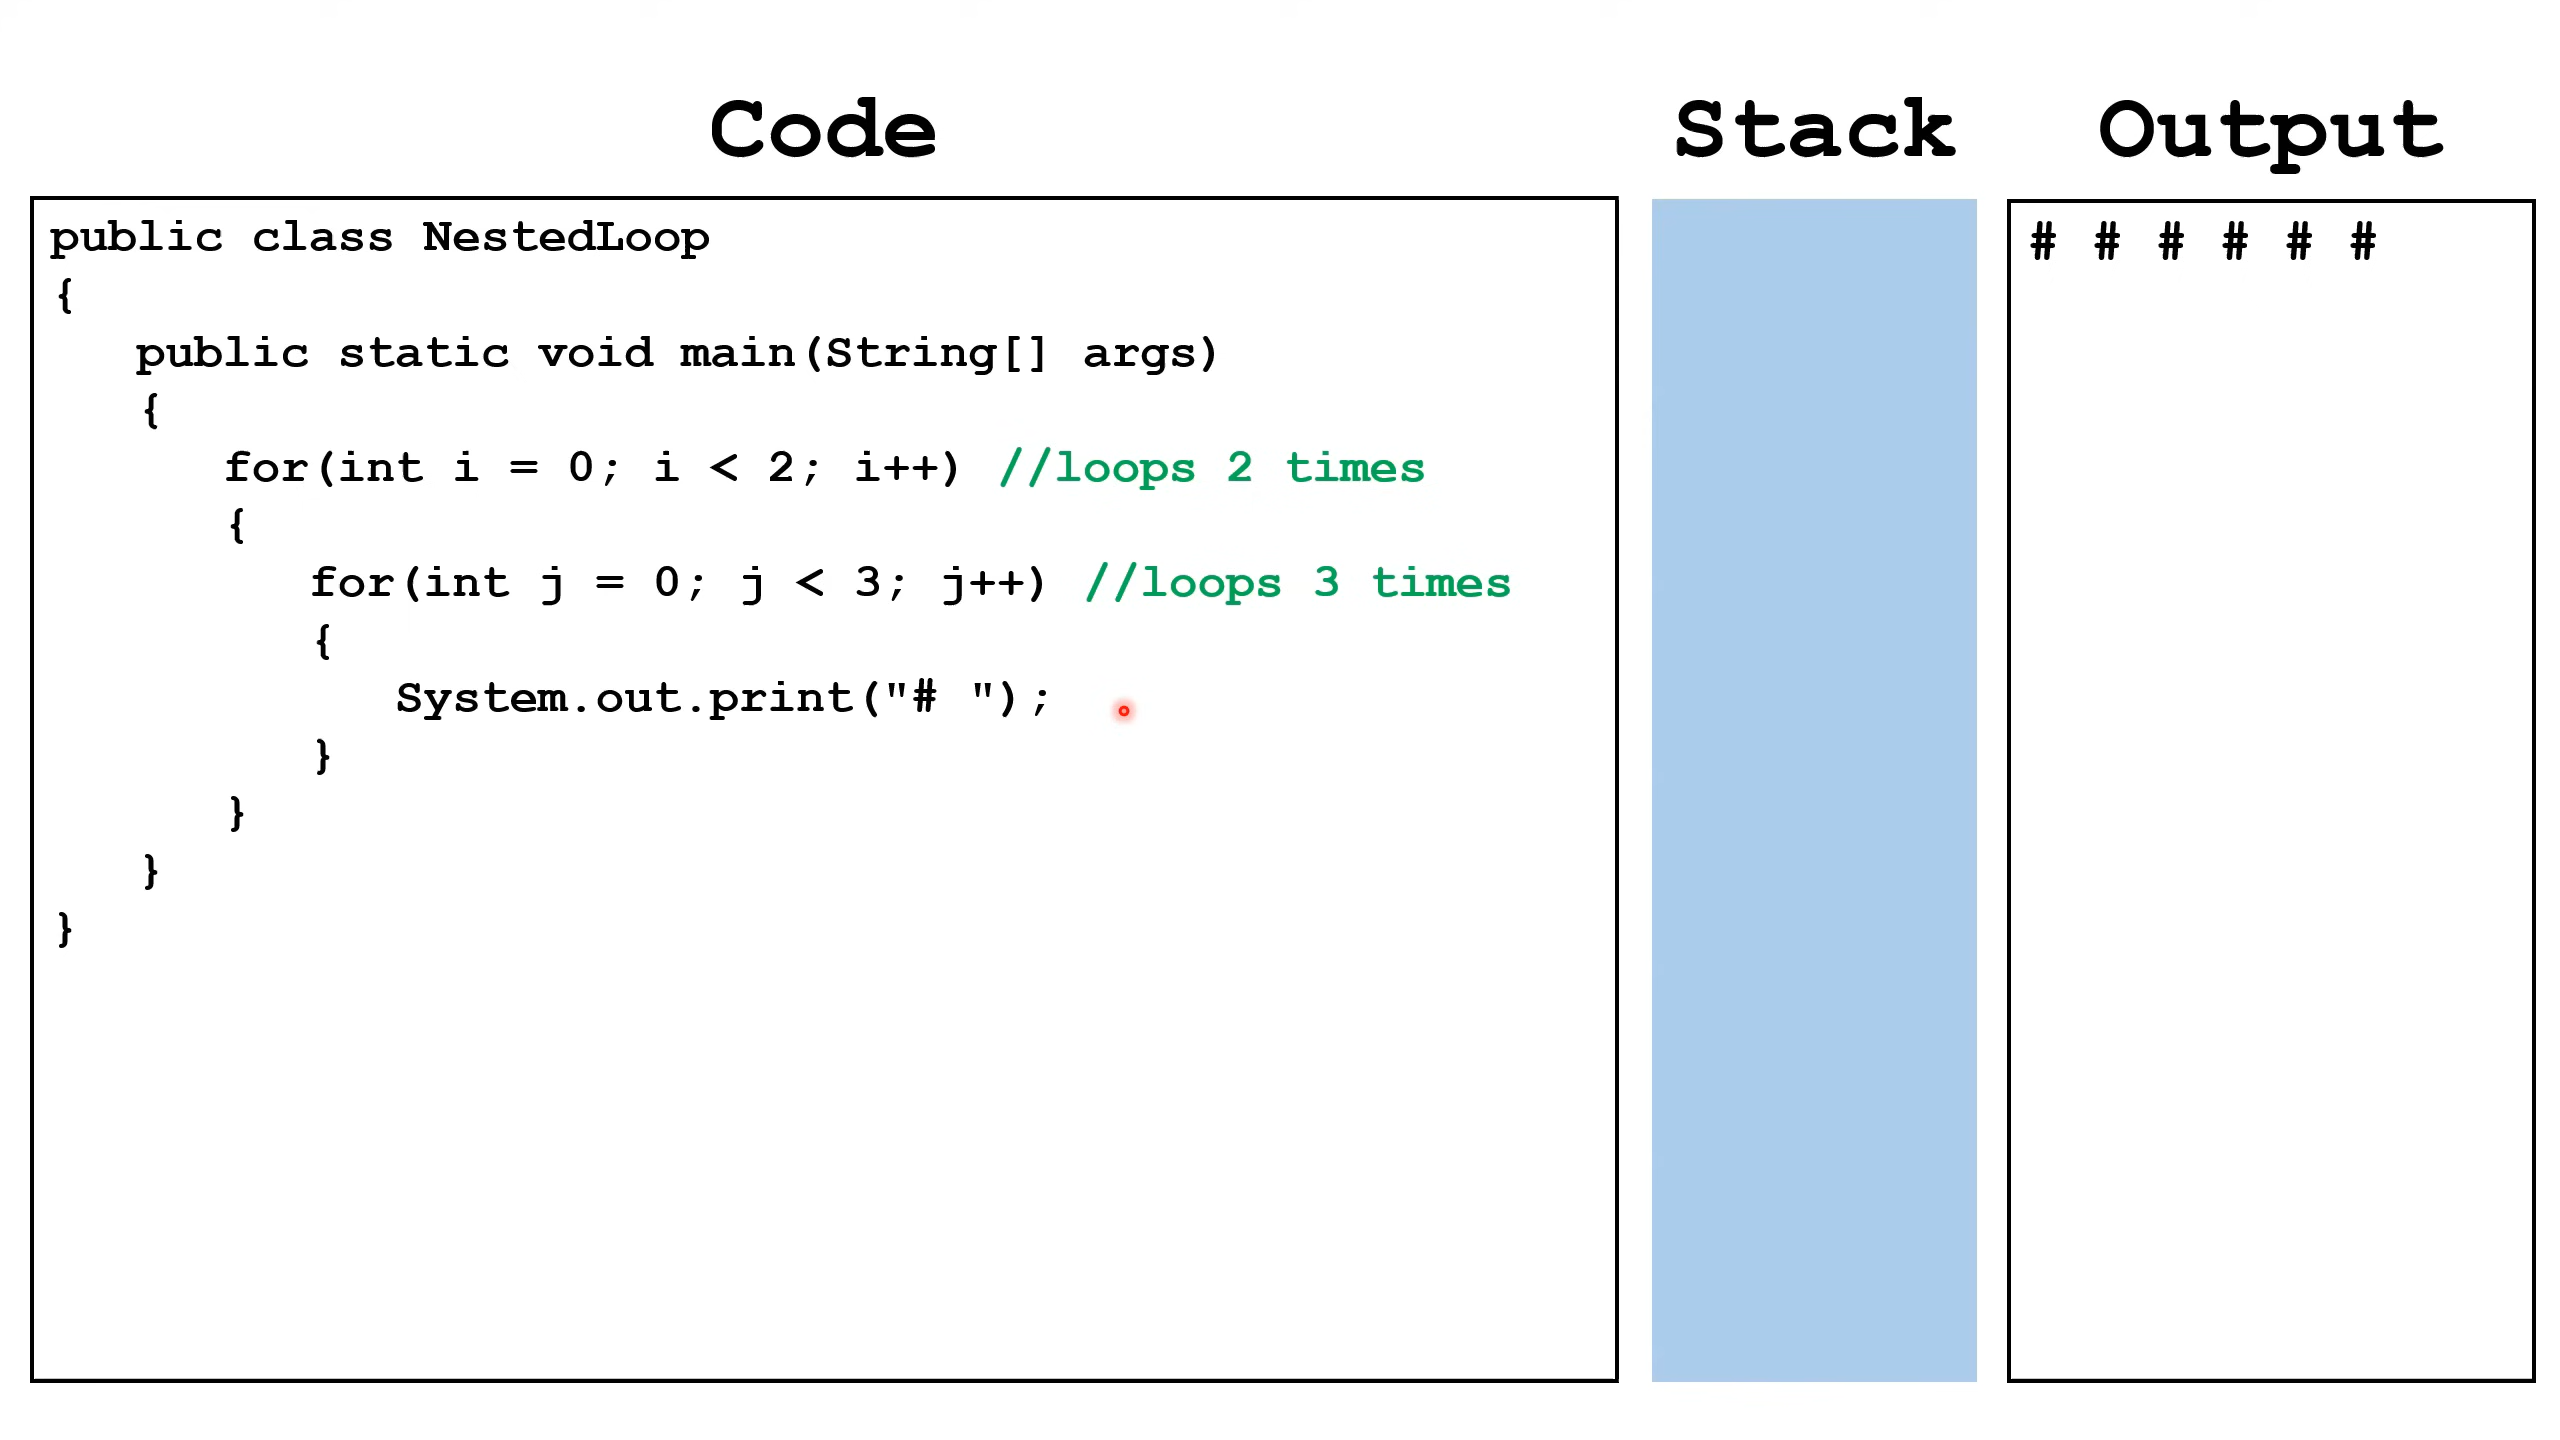 Code
Stack
Output
public class NestedLoop
{
public static void main(String[] args)
{
for(int i = 0; i < 2; i++) //loops 2 times
{
for(int j = 0; j < 3; j++) //loops 3 times
{
System.out.print("# ");
}
}
}
}
# # # # # #